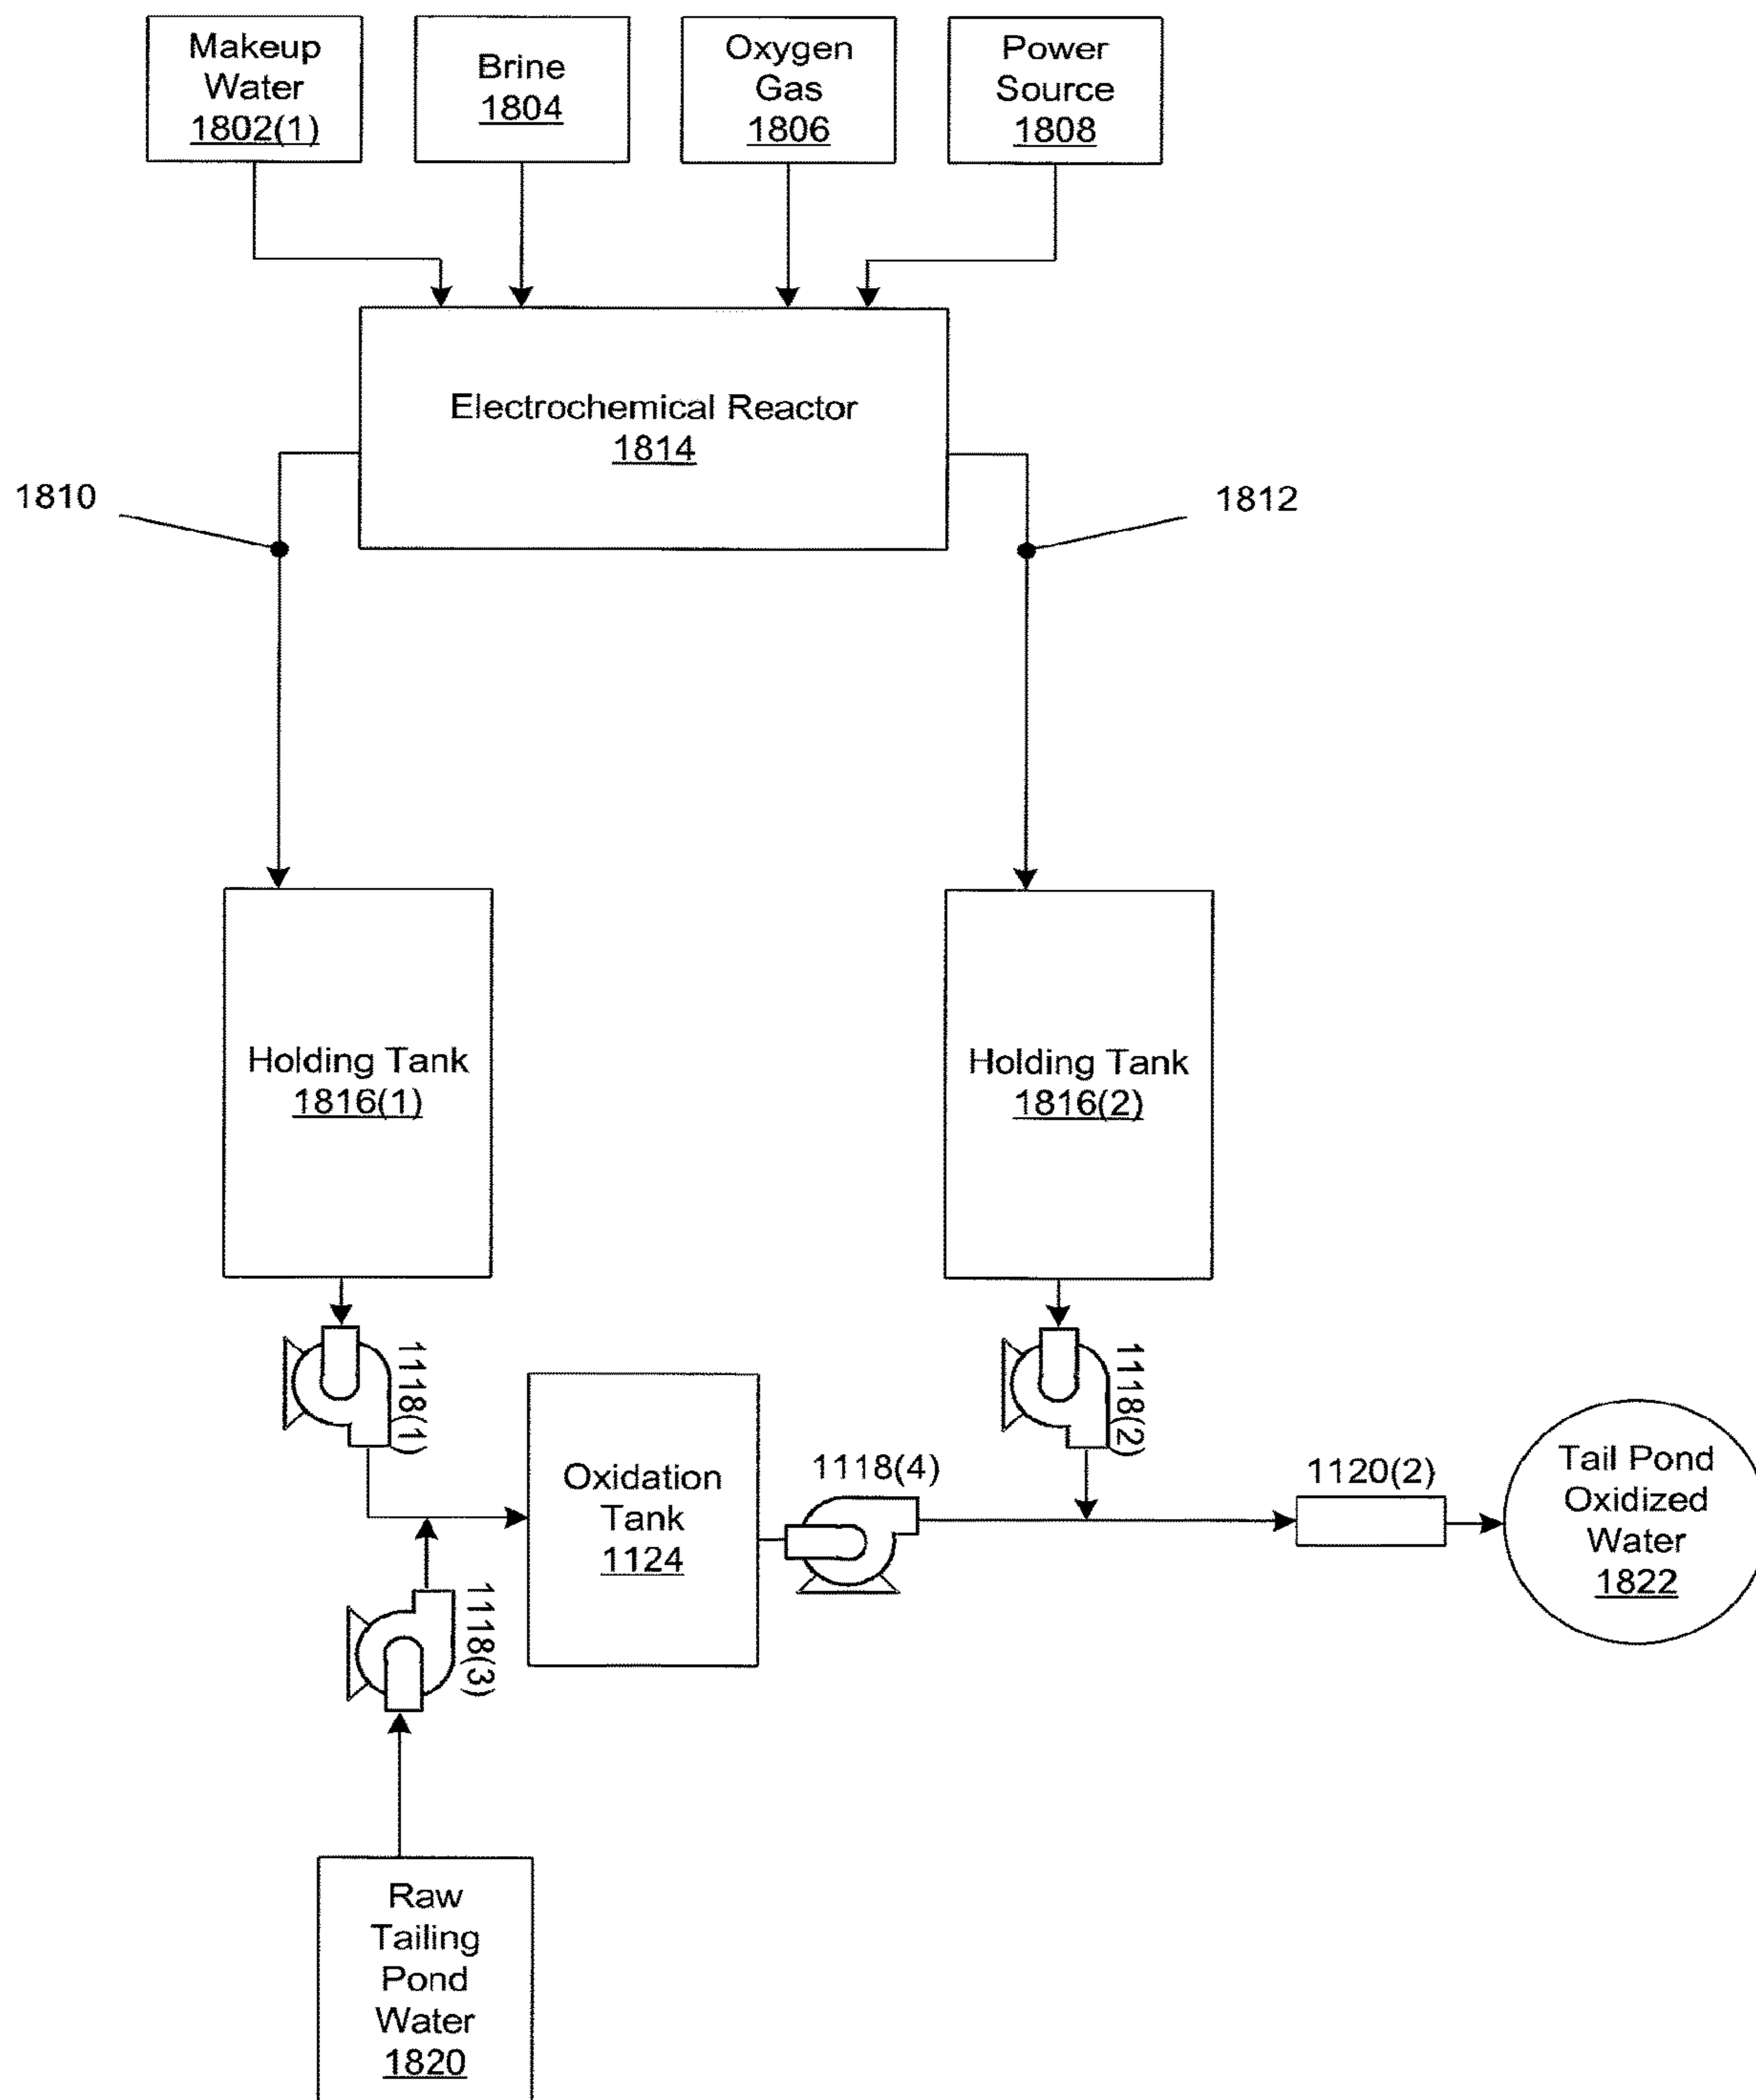 Makeup
Water
1802(1)
Brine
1804
Oxygen
Gas
1806
Power
Source
1808
Electrochemical Reactor
1814
1810
1812
Holding Tank
1816(1)
Holding Tank
1816(2)
1118(1)
1118(2)
Oxidation
Tank
1124
1118(4)
1120(2)
Tail Pond
Oxidized
Water
1822
1118(3)
Raw
Tailing
Pond
Water
1820